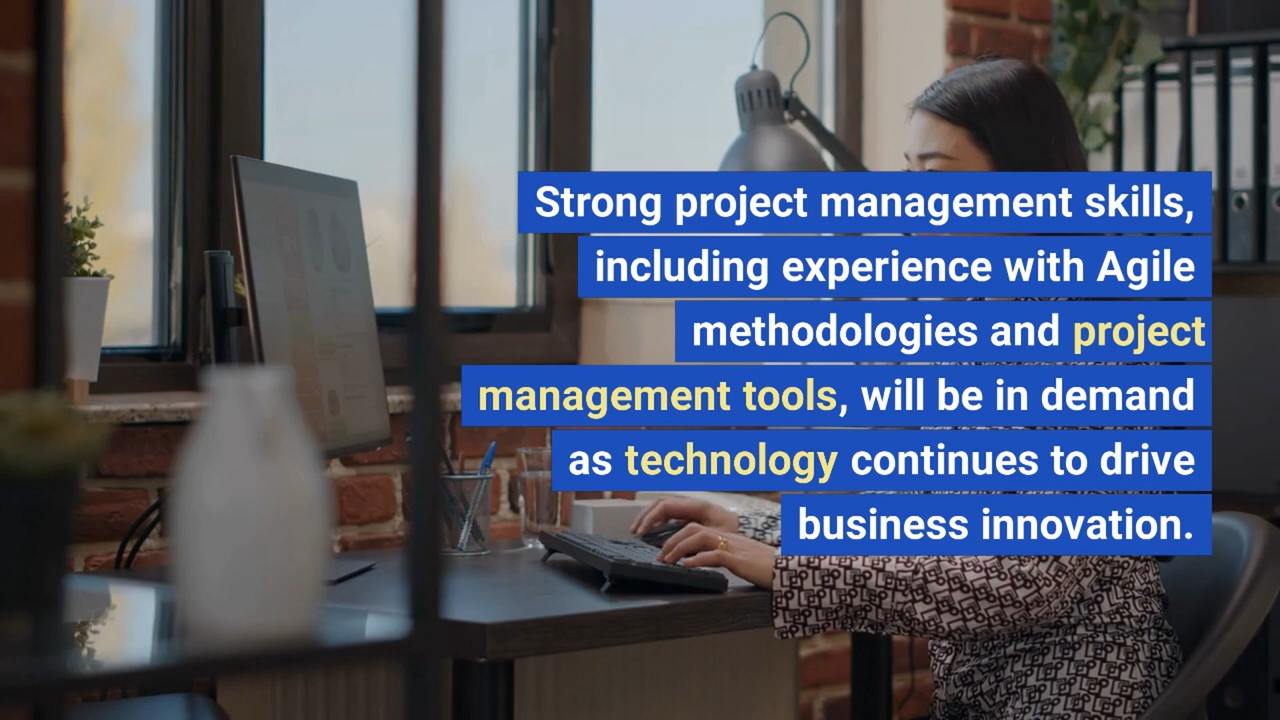 Strong project management skills,
including experience with Agile
methodologies and project
management tools, will be in demand
as technology continues to drive
business innovation.